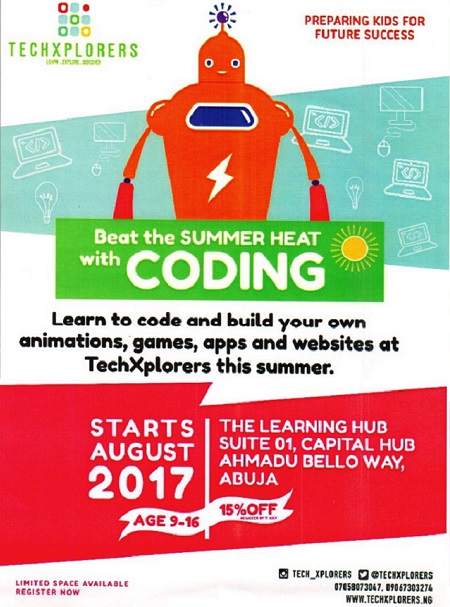 TECHXPLORERS
LEARN . EXPLORE . DISCOVER
PREPARING KIDS FOR
FUTURE SUCCESS
Beat the SUMMER HEAT
with CODING
Learn to code and build your own
animations, games, apps and websites at
TechXplorers this summer.
STARTS
AUGUST
2017
AGE 9-16
THE LEARNING HUB
SUITE 01, CAPITAL HUB
AHMADU BELLO WAY,
ABUJA
15% OFF
LIMITED SPACE AVAILABLE
REGISTER NOW
TECH_XPLORERS @TECHXPLORERS
07058073047, 09067303274
WWW.TECHXPLORERS.NG